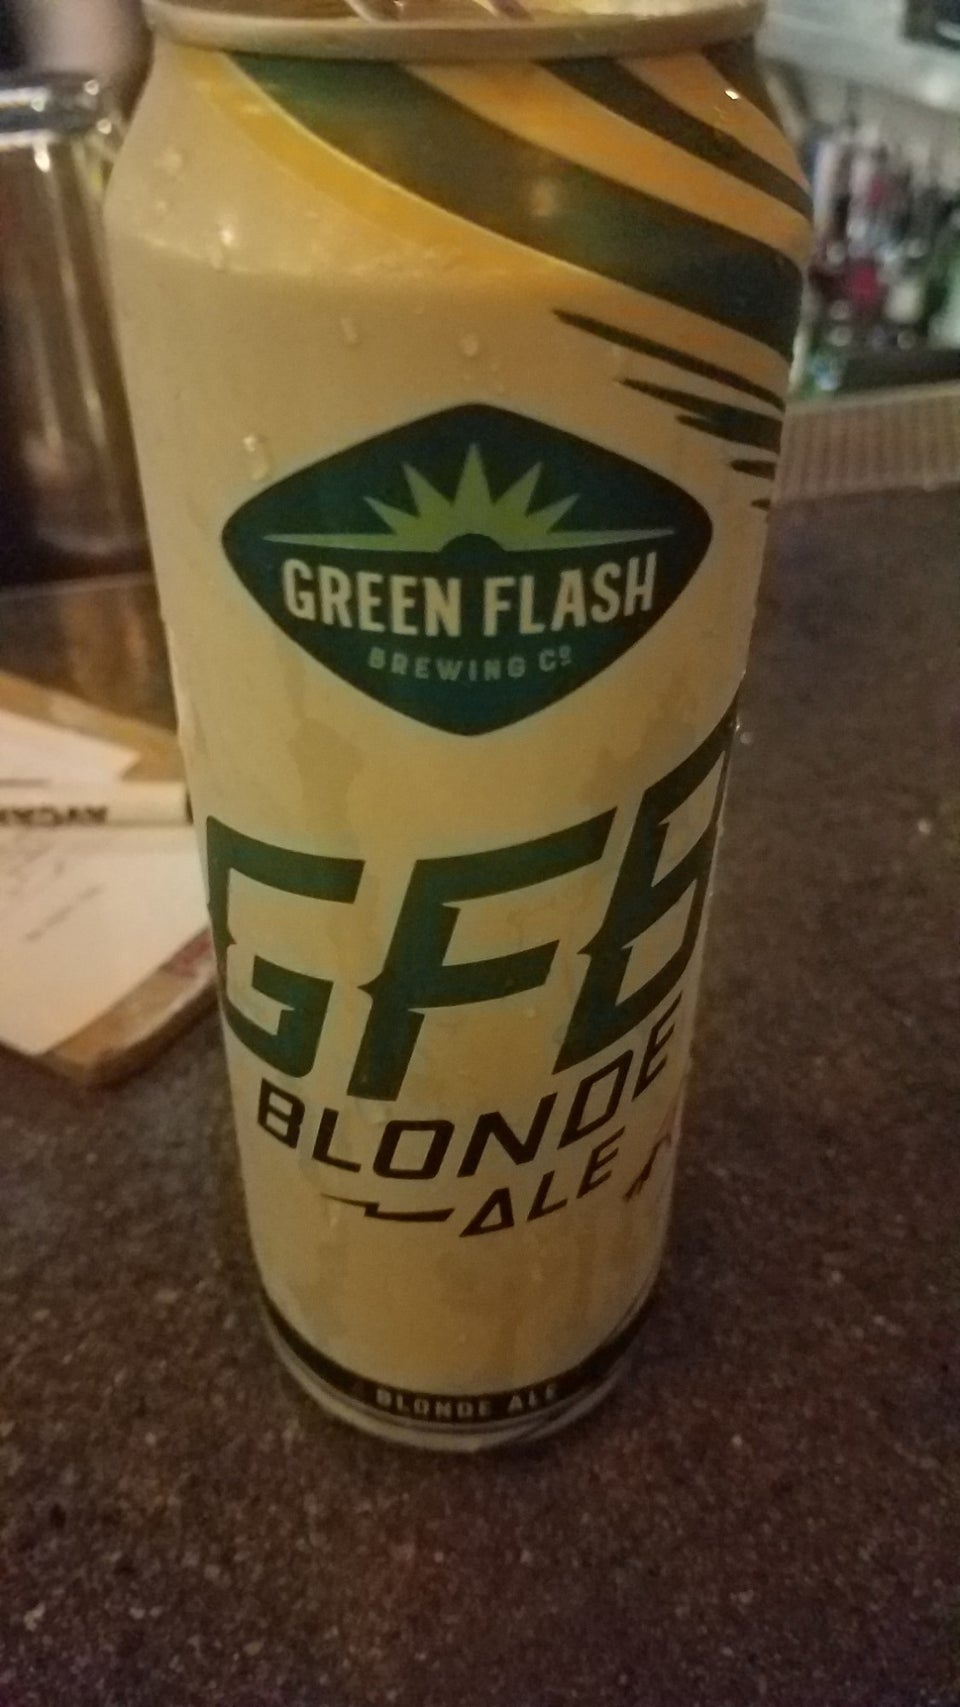 GREEN FLASH
BREWING Cº
GFB
BLONDE
ALE
BLONDE ALE